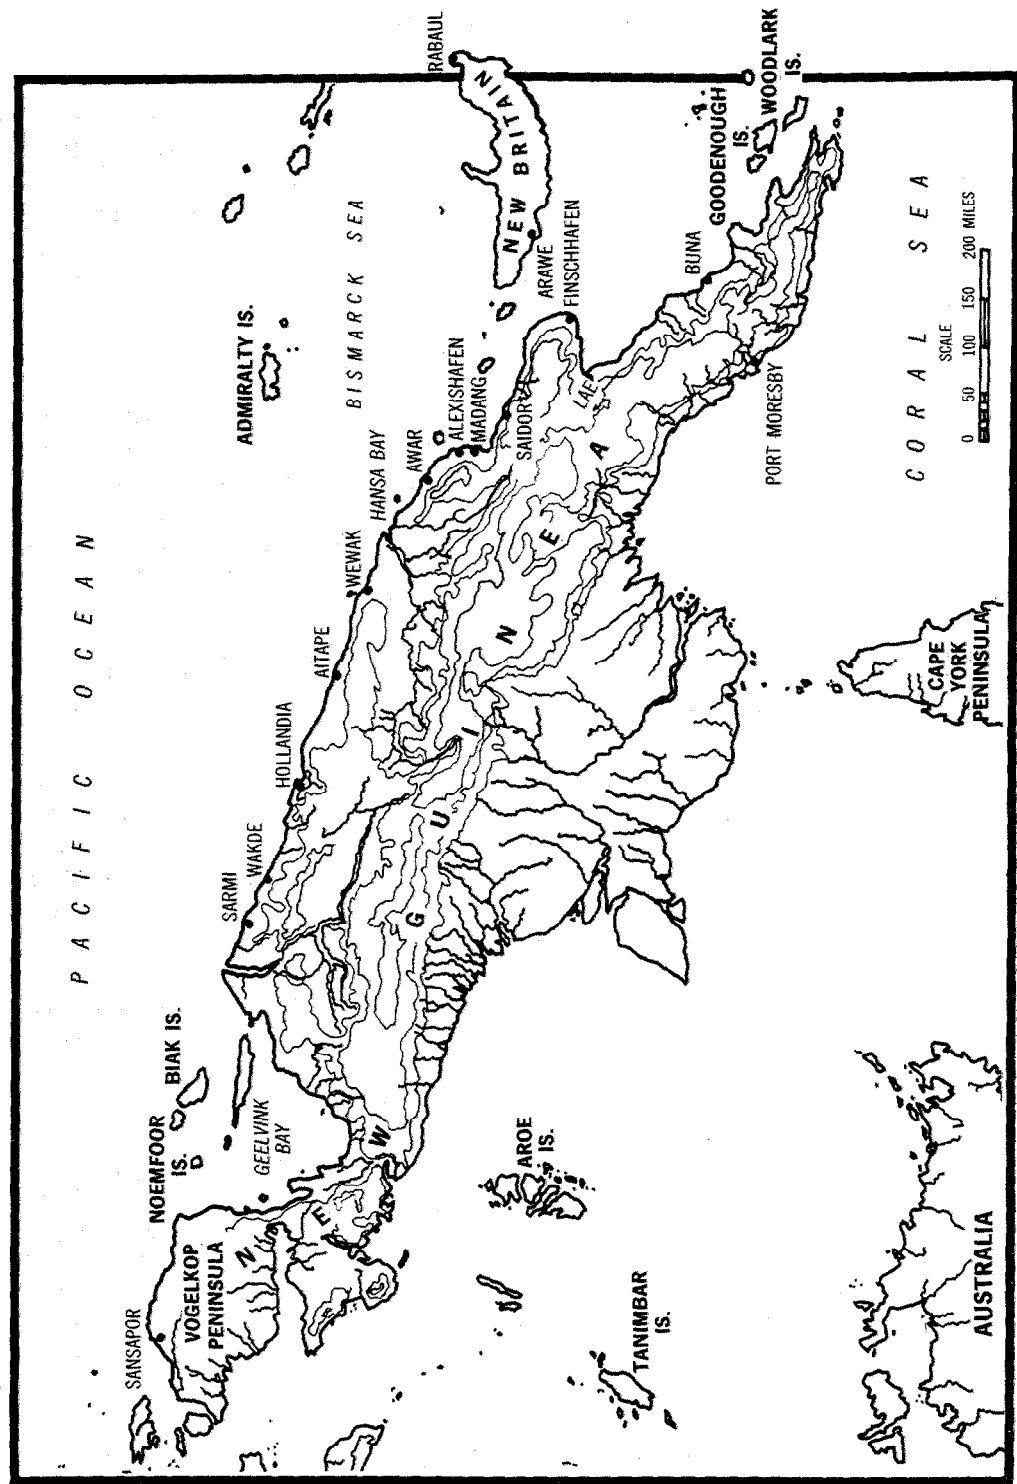 PACIFIC OCEAN
SANSAPOR
VOGELKOP
PENINSULA
NOEMFOOR
IS.
BIAK IS.
GEELVINK
BAY
SARMI
WAKDE
HOLLANDIA
AITAPE
WEWAK
HANSA BAY
AWAR
ALEXISHAFEN
MADANG
SAIDOR
ADMIRALTY IS.
BISMARCK SEA
RABAUL
NEW BRITAIN
ARAWE
FINSCHHAFEN
LAE
NEW GUINEA
BUNA
GOODENOUGH
IS.
WOODLARK
IS.
PORT MORESBY
CORAL SEA
SCALE
0 50 100 150 200 MILES
AROE
IS.
TANIMBAR
IS.
CAPE
YORK
PENINSULA
AUSTRALIA